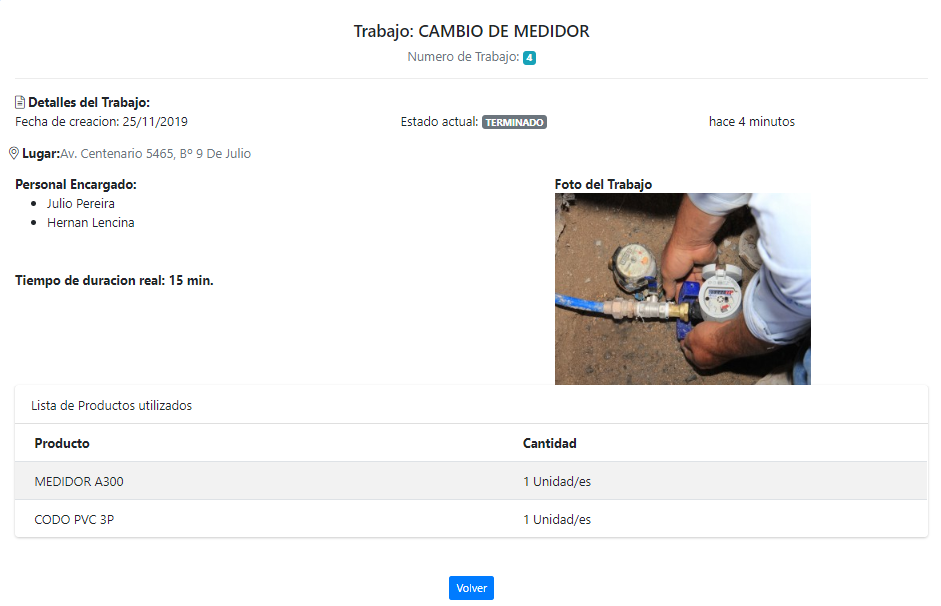 Trabajo: CAMBIO DE MEDIDOR
Numero de Trabajo: 4
Detalles del Trabajo:
Fecha de creacion: 25/11/2019 Estado actual: TERMINADO hace 4 minutos
Lugar:Av. Centenario 5465, Bº 9 De Julio
Personal Encargado:
Julio Pereira
Hernan Lencina
Tiempo de duracion real: 15 min.
Foto del Trabajo
Lista de Productos utilizados
Producto Cantidad
MEDIDOR A300 1 Unidad/es
CODO PVC 3P 1 Unidad/es
Volver